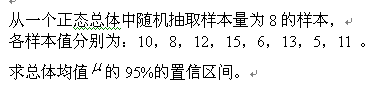 从一个正态总体中随机抽取样本量为 8 的样本，
各样本值分别为：10，8，12，15，6，13，5，11 。
求总体均值 μ 的 95%的置信区间。